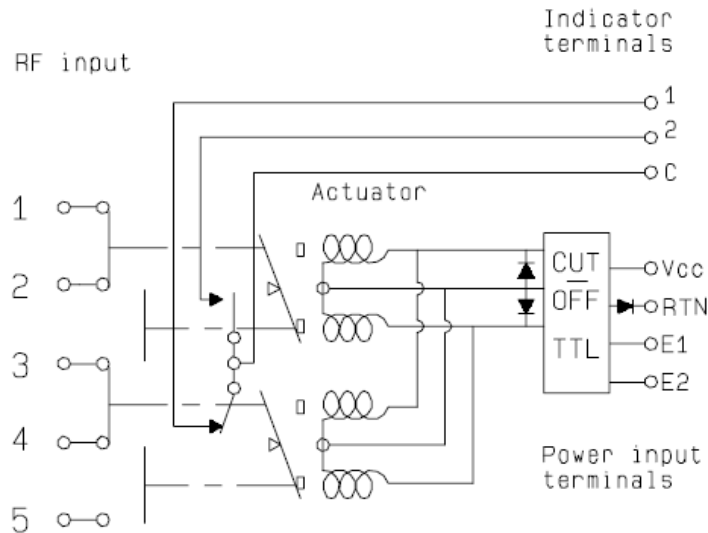 Indicator
terminals
RF input
1
2
C
Actuator
1
2
3
4
5
CUT
OFF
TTL
Vcc
RTN
E1
E2
Power input
terminals